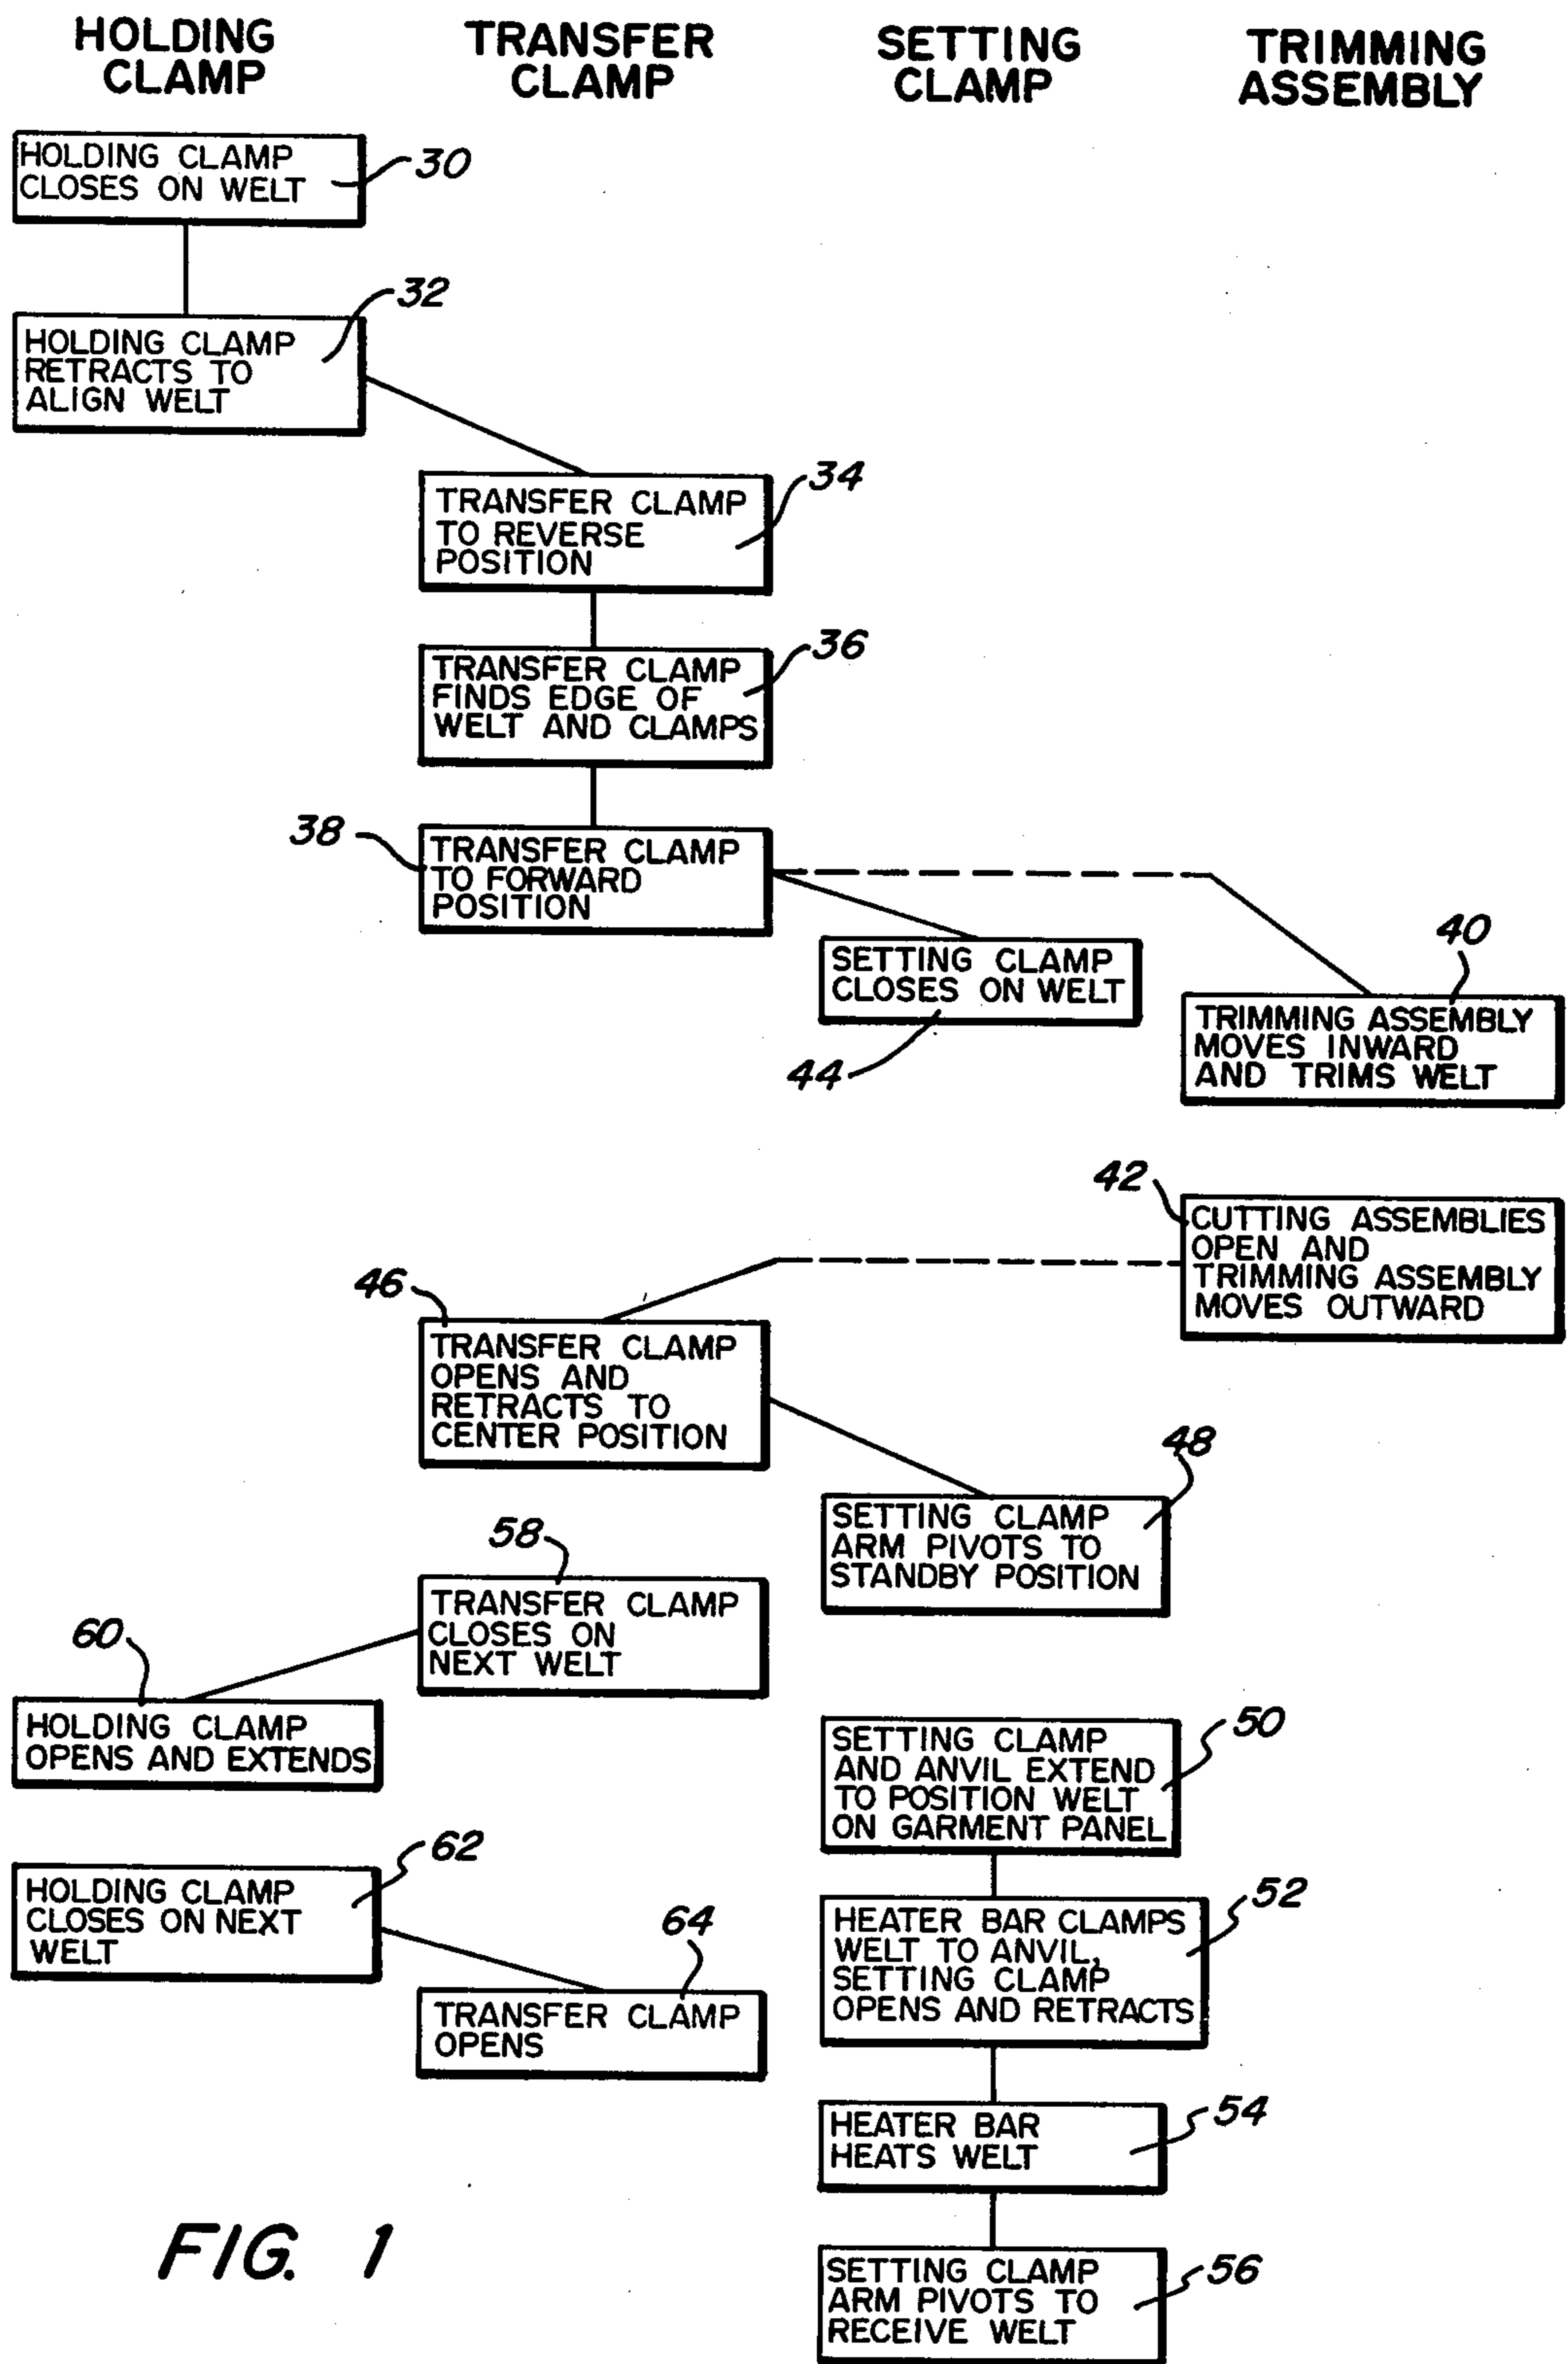 HOLDING
CLAMP
TRANSFER
CLAMP
SETTING
CLAMP
TRIMMING
ASSEMBLY
HOLDING CLAMP
CLOSES ON WELT
30
HOLDING CLAMP
RETRACTS TO
ALIGN WELT
32
TRANSFER CLAMP
TO REVERSE
POSITION
34
TRANSFER CLAMP
FINDS EDGE OF
WELT AND CLAMPS
36
38
TRANSFER CLAMP
TO FORWARD
POSITION
SETTING CLAMP
CLOSES ON WELT
44
40
TRIMMING ASSEMBLY
MOVES INWARD
AND TRIMS WELT
42
CUTTING ASSEMBLIES
OPEN AND
TRIMMING ASSEMBLY
MOVES OUTWARD
46
TRANSFER CLAMP
OPENS AND
RETRACTS TO
CENTER POSITION
48
SETTING CLAMP
ARM PIVOTS TO
STANDBY POSITION
58
TRANSFER CLAMP
CLOSES ON
NEXT WELT
60
HOLDING CLAMP
OPENS AND EXTENDS
SETTING CLAMP
AND ANVIL EXTEND
TO POSITION WELT
ON GARMENT PANEL
50
HOLDING CLAMP
CLOSES ON NEXT
WELT
62
64
TRANSFER CLAMP
OPENS
HEATER BAR CLAMPS
WELT TO ANVIL,
SETTING CLAMP
OPENS AND RETRACTS
52
HEATER BAR
HEATS WELT
54
SETTING CLAMP
ARM PIVOTS TO
RECEIVE WELT
56
FIG. 1